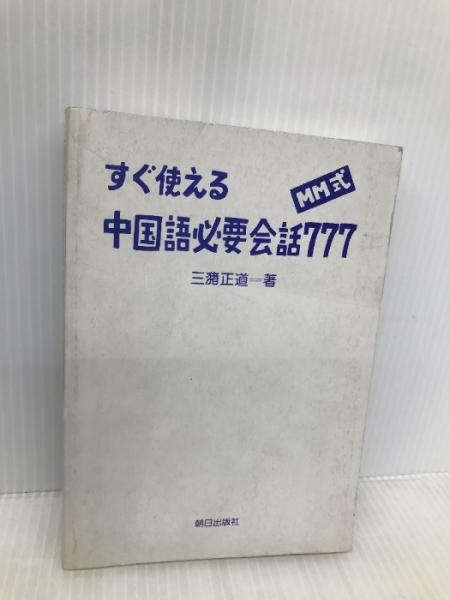 すぐ使える
MM式
中国語必要会話777
三潴正道＝著
朝日出版社